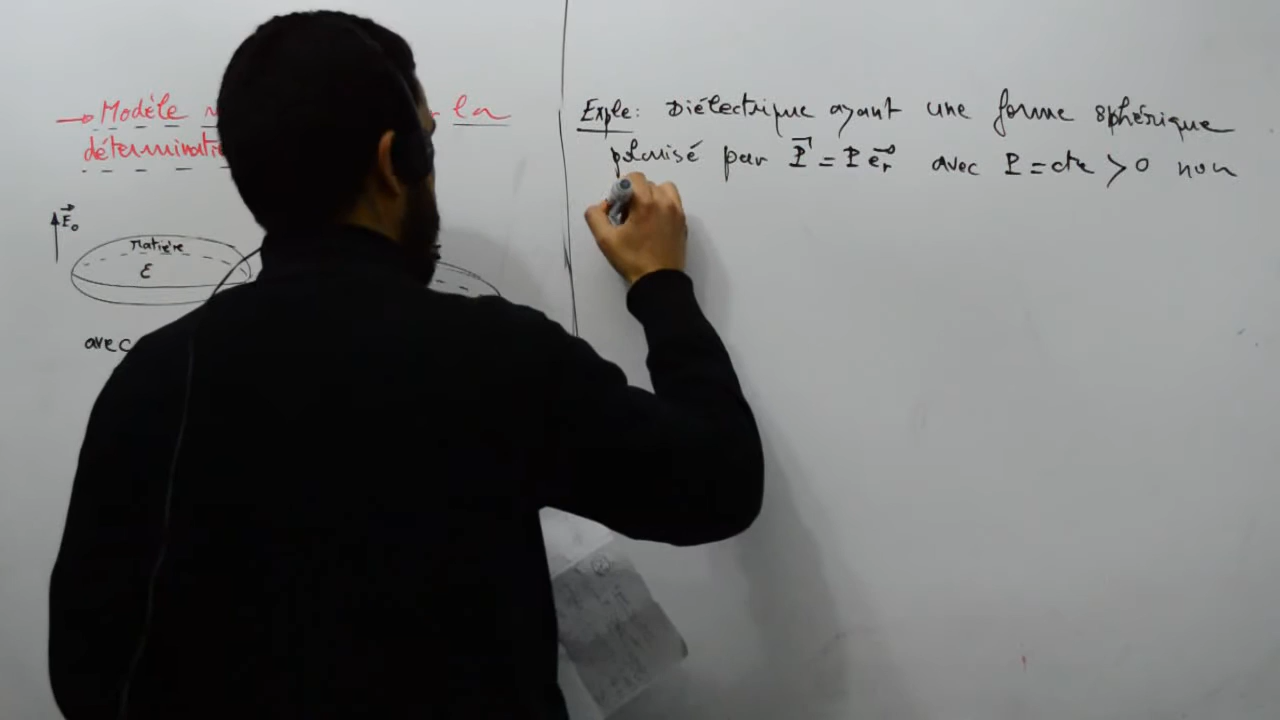 → Modèle la
déterminati
E₀
Matière
ε
avec
Exple: Diélectrique ayant une forme sphérique
polarisé par P⃗ = P e⃗r avec P = cte > 0 non